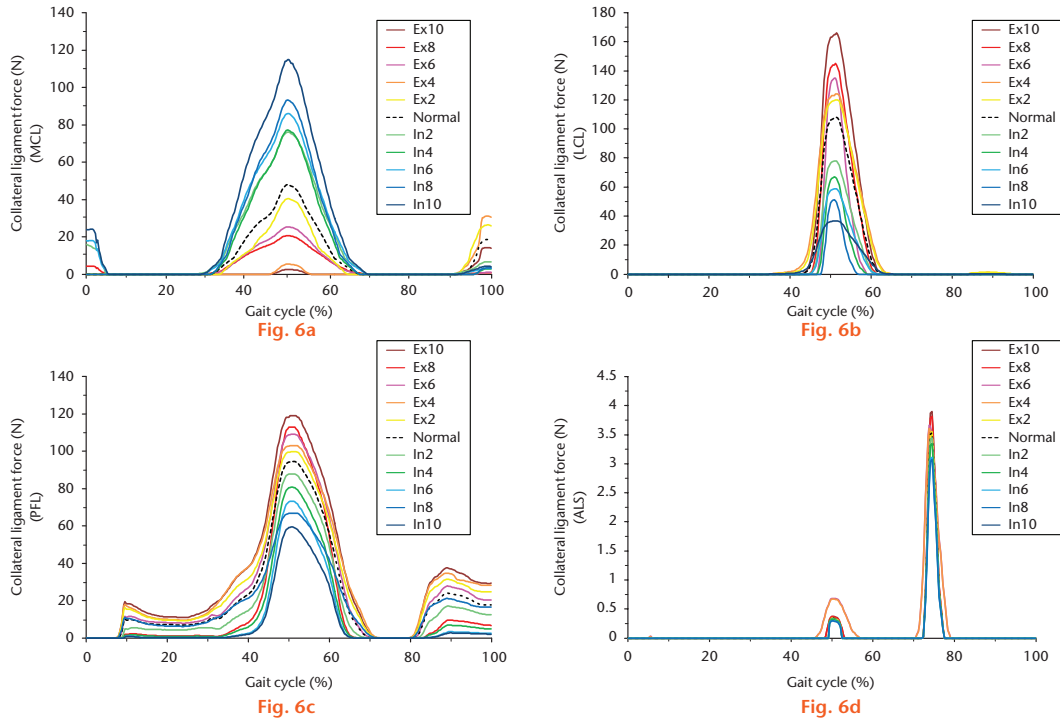 Collateral ligament force (N)
(MCL)
140
120
100
80
60
40
20
0
0
20
40
60
80
100
Gait cycle (%)
Ex10
Ex8
Ex6
Ex4
Ex2
Normal
In2
In4
In6
In8
In10
Fig. 6a
Collateral ligament force (N)
(LCL)
180
160
140
120
100
80
60
40
20
0
0
20
40
60
80
100
Gait cycle (%)
Ex10
Ex8
Ex6
Ex4
Ex2
Normal
In2
In4
In6
In8
In10
Fig. 6b
Collateral ligament force (N)
(PFL)
140
120
100
80
60
40
20
0
0
20
40
60
80
100
Gait cycle (%)
Ex10
Ex8
Ex6
Ex4
Ex2
Normal
In2
In4
In6
In8
In10
Fig. 6c
Collateral ligament force (N)
(ALS)
4.5
4
3.5
3
2.5
2
1.5
1
0.5
0
0
20
40
60
80
100
Gait cycle (%)
Ex10
Ex8
Ex6
Ex4
Ex2
Normal
In2
In4
In6
In8
In10
Fig. 6d